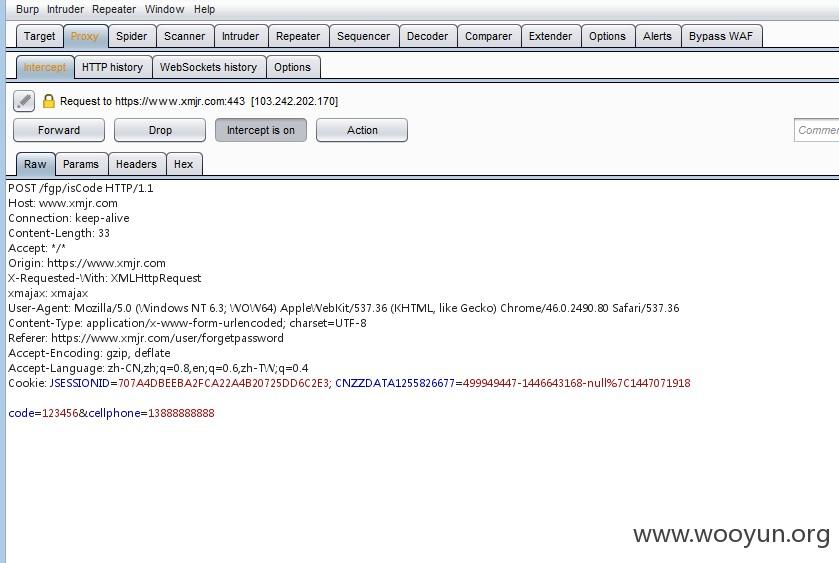 Burp Intruder Repeater Window Help
Target Proxy Spider Scanner Intruder Repeater Sequencer Decoder Comparer Extender Options Alerts Bypass WAF
Intercept HTTP history WebSockets history Options
Request to https://www.xmjr.com:443 [103.242.202.170]
Forward Drop Intercept is on Action Commer
Raw Params Headers Hex
POST /fgp/isCode HTTP/1.1
Host: www.xmjr.com
Connection: keep-alive
Content-Length: 33
Accept: */*
Origin: https://www.xmjr.com
X-Requested-With: XMLHttpRequest
xmajax: xmajax
User-Agent: Mozilla/5.0 (Windows NT 6.3; WOW64) AppleWebKit/537.36 (KHTML, like Gecko) Chrome/46.0.2490.80 Safari/537.36
Content-Type: application/x-www-form-urlencoded; charset=UTF-8
Referer: https://www.xmjr.com/user/forgetpassword
Accept-Encoding: gzip, deflate
Accept-Language: zh-CN,zh;q=0.8,en;q=0.6,zh-TW;q=0.4
Cookie: JSESSIONID=707A4DBEEBA2FCA22A4B20725DD6C2E3; CNZZDATA1255826677=499949447-1446643168-null%7C1447071918
code=123456&cellphone=13888888888
www.wooyun.org